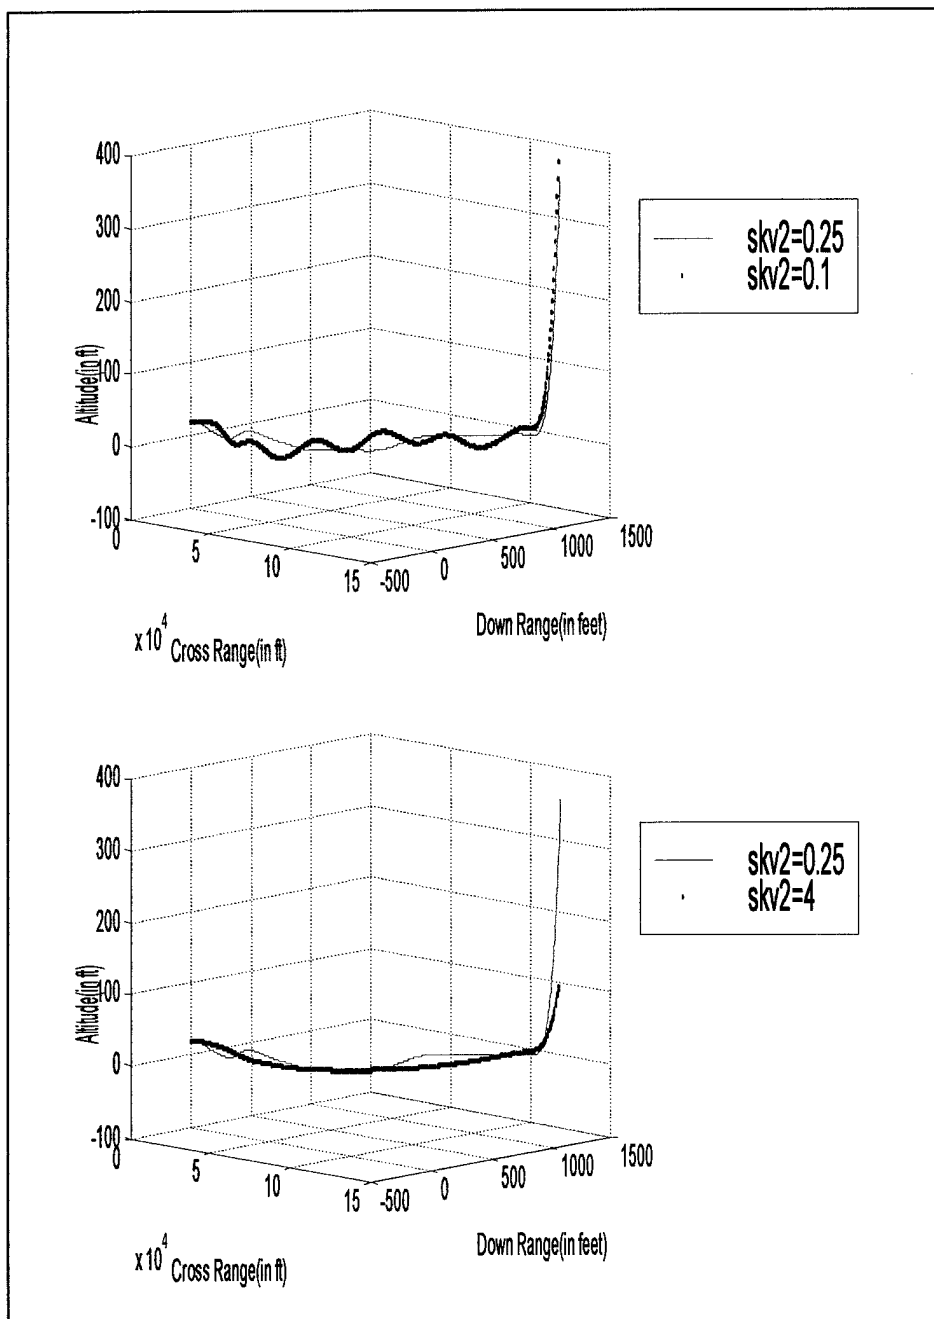 400
300
200
100
0
-100
Altitude(in ft)
0
5
10
15
-500
0
500
1000
1500
x 10^4
Cross Range(in ft)
Down Range(in feet)
skv2=0.25
skv2=0.1
400
300
200
100
0
-100
Altitude(in ft)
0
5
10
15
-500
0
500
1000
1500
x 10^4
Cross Range(in ft)
Down Range(in feet)
skv2=0.25
skv2=4